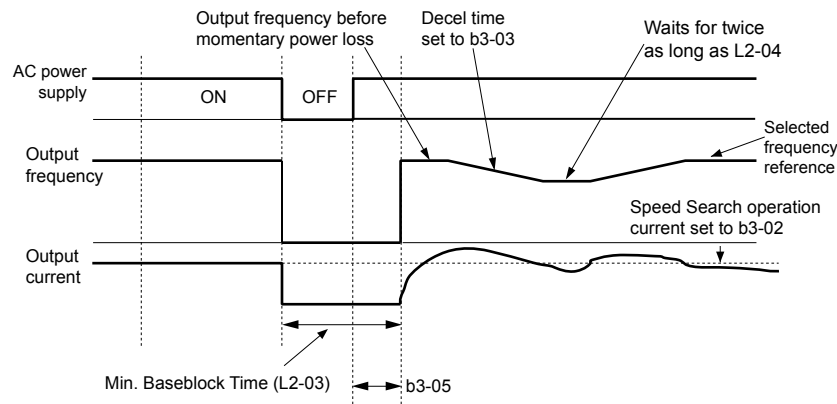 Output frequency before
momentary power loss
Decel time
set to b3-03
Waits for twice
as long as L2-04
AC power
supply
ON
OFF
Output
frequency
Selected
frequency
reference
Speed Search operation
current set to b3-02
Output
current
Min. Baseblock Time (L2-03)
b3-05